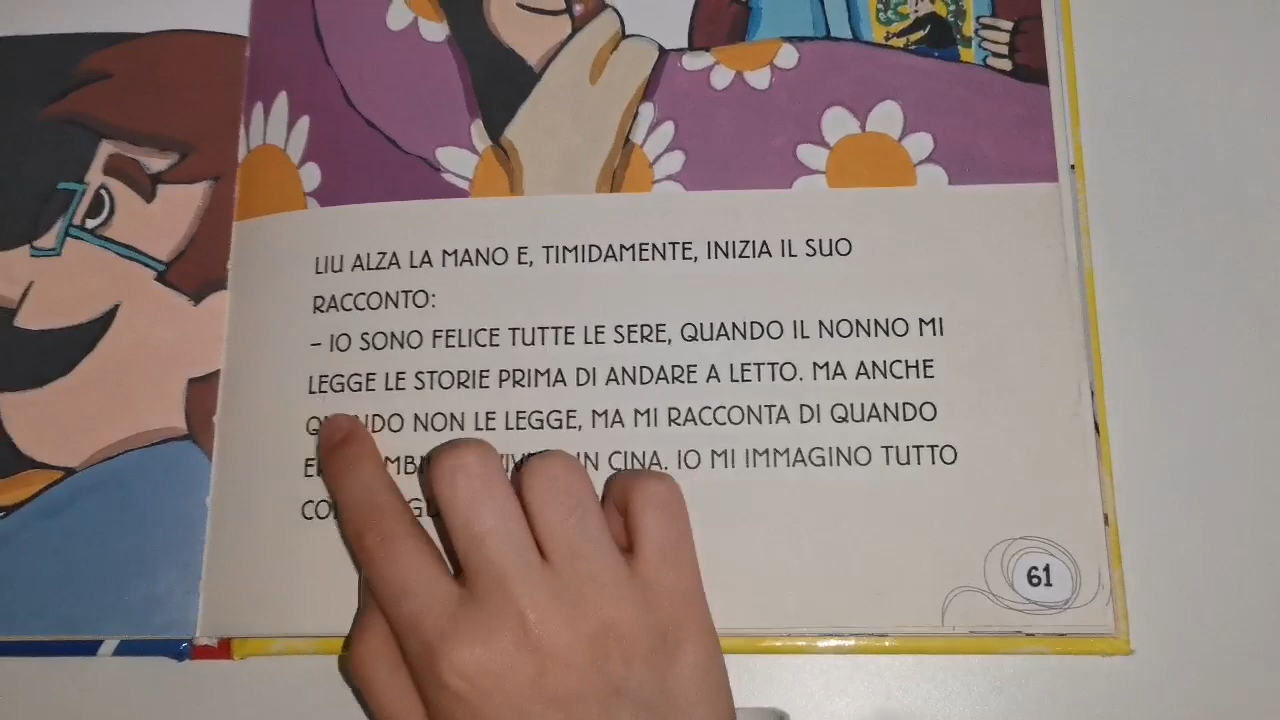 LIU ALZA LA MANO E, TIMIDAMENTE, INIZIA IL SUO
RACCONTO:
– IO SONO FELICE TUTTE LE SERE, QUANDO IL NONNO MI
LEGGE LE STORIE PRIMA DI ANDARE A LETTO. MA ANCHE
QUANDO NON LE LEGGE, MA MI RACCONTA DI QUANDO
IN CINA. IO MI IMMAGINO TUTTO
61